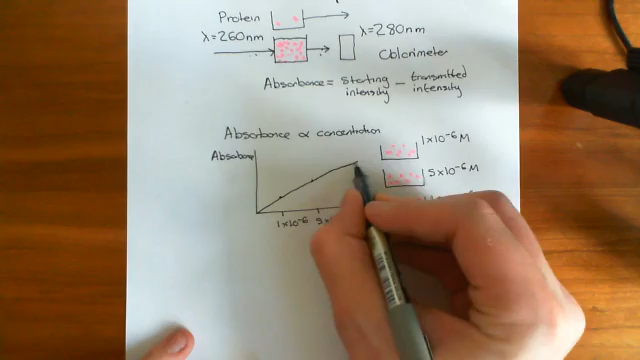 Protein
λ=260nm
λ=280nm
Colorimeter
Absorbance = starting intensity − transmitted intensity
Absorbance ∝ concentration
Absorbance
1×10⁻⁶ M
5×10⁻⁶ M
1×10⁻⁶